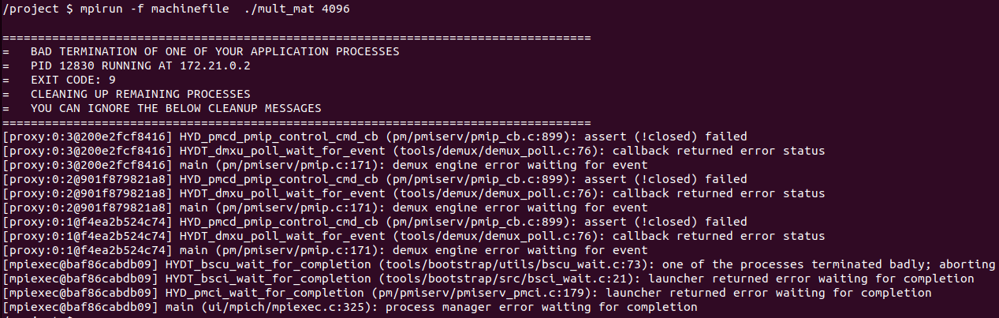 /project $ mpirun -f machinefile  ./mult_mat 4096
===================================================================================
=   BAD TERMINATION OF ONE OF YOUR APPLICATION PROCESSES
=   PID 12830 RUNNING AT 172.21.0.2
=   EXIT CODE: 9
=   CLEANING UP REMAINING PROCESSES
=   YOU CAN IGNORE THE BELOW CLEANUP MESSAGES
===================================================================================
[proxy:0:3@200e2fcf8416] HYD_pmcd_pmip_control_cmd_cb (pm/pmiserv/pmip_cb.c:899): assert (!closed) failed
[proxy:0:3@200e2fcf8416] HYDT_dmxu_poll_wait_for_event (tools/demux/demux_poll.c:76): callback returned error status
[proxy:0:3@200e2fcf8416] main (pm/pmiserv/pmip.c:171): demux engine error waiting for event
[proxy:0:2@901f879821a8] HYD_pmcd_pmip_control_cmd_cb (pm/pmiserv/pmip_cb.c:899): assert (!closed) failed
[proxy:0:2@901f879821a8] HYDT_dmxu_poll_wait_for_event (tools/demux/demux_poll.c:76): callback returned error status
[proxy:0:2@901f879821a8] main (pm/pmiserv/pmip.c:171): demux engine error waiting for event
[proxy:0:1@f4ea2b524c74] HYD_pmcd_pmip_control_cmd_cb (pm/pmiserv/pmip_cb.c:899): assert (!closed) failed
[proxy:0:1@f4ea2b524c74] HYDT_dmxu_poll_wait_for_event (tools/demux/demux_poll.c:76): callback returned error status
[proxy:0:1@f4ea2b524c74] main (pm/pmiserv/pmip.c:171): demux engine error waiting for event
[mpiexec@baf86cabdb09] HYDT_bscu_wait_for_completion (tools/bootstrap/utils/bscu_wait.c:73): one of the processes terminated badly; aborting
[mpiexec@baf86cabdb09] HYDT_bsci_wait_for_completion (tools/bootstrap/src/bsci_wait.c:21): launcher returned error waiting for completion
[mpiexec@baf86cabdb09] HYD_pmci_wait_for_completion (pm/pmiserv/pmiserv_pmci.c:179): launcher returned error waiting for completion
[mpiexec@baf86cabdb09] main (ui/mpich/mpiexec.c:325): process manager error waiting for completion